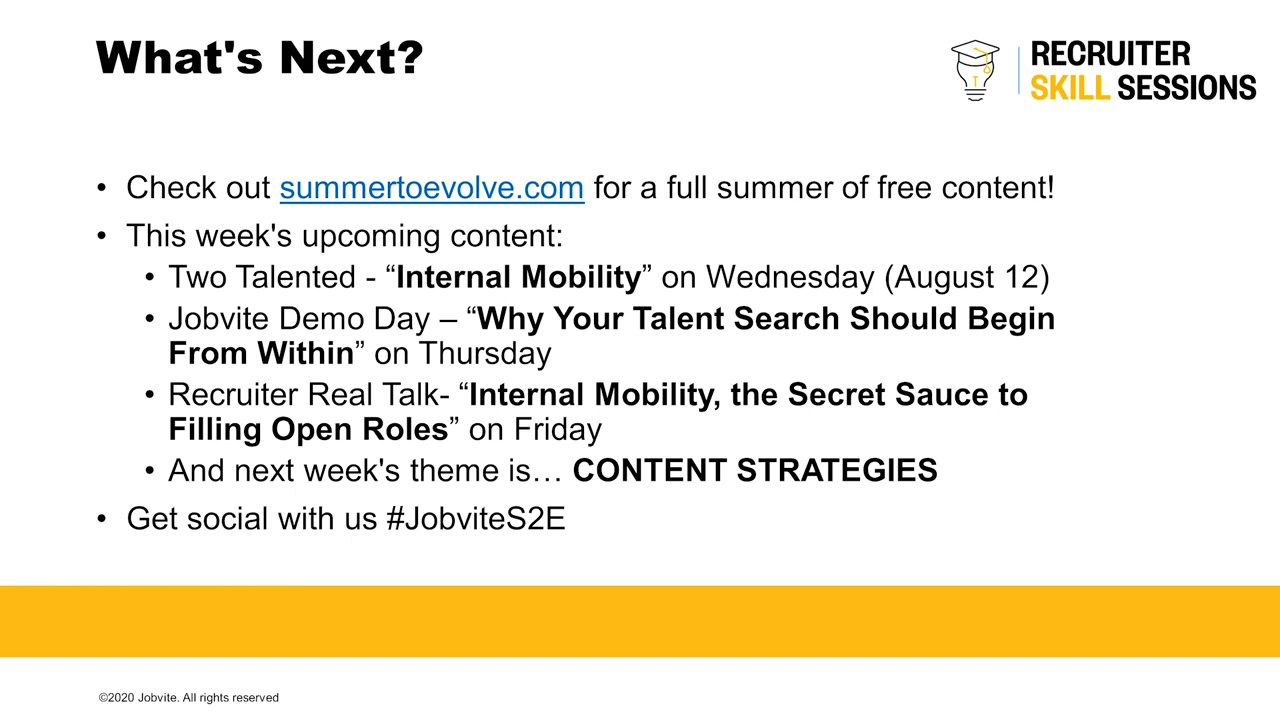 What's Next?
RECRUITER
SKILL SESSIONS
• Check out summertoevolve.com for a full summer of free content!
• This week's upcoming content:
• Two Talented - “Internal Mobility” on Wednesday (August 12)
• Jobvite Demo Day – “Why Your Talent Search Should Begin
From Within” on Thursday
• Recruiter Real Talk- “Internal Mobility, the Secret Sauce to
Filling Open Roles” on Friday
• And next week's theme is… CONTENT STRATEGIES
• Get social with us #JobviteS2E
©2020 Jobvite. All rights reserved